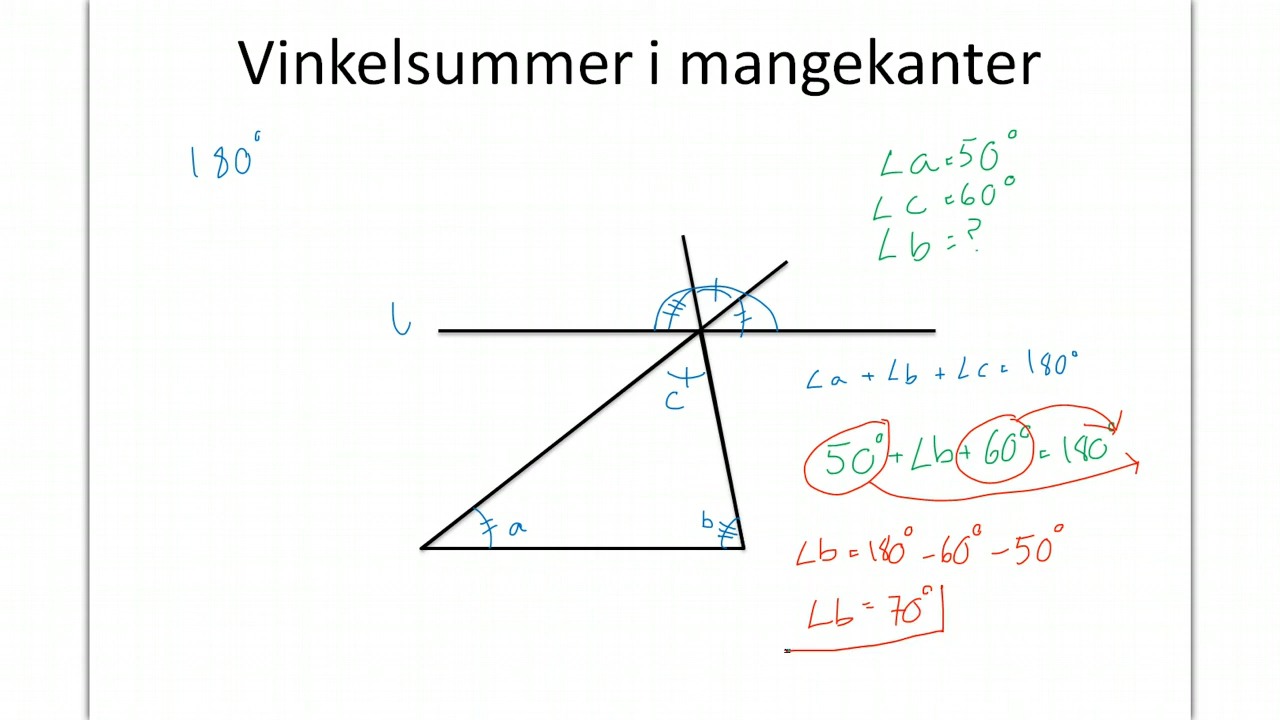 Vinkelsummer i mangekanter
180°
∠a = 50°
∠c = 60°
∠b = ?
l
∠a + ∠b + ∠c = 180°
c
50° + ∠b + 60° = 180°
a
b
∠b = 180° - 60° - 50°
∠b = 70°